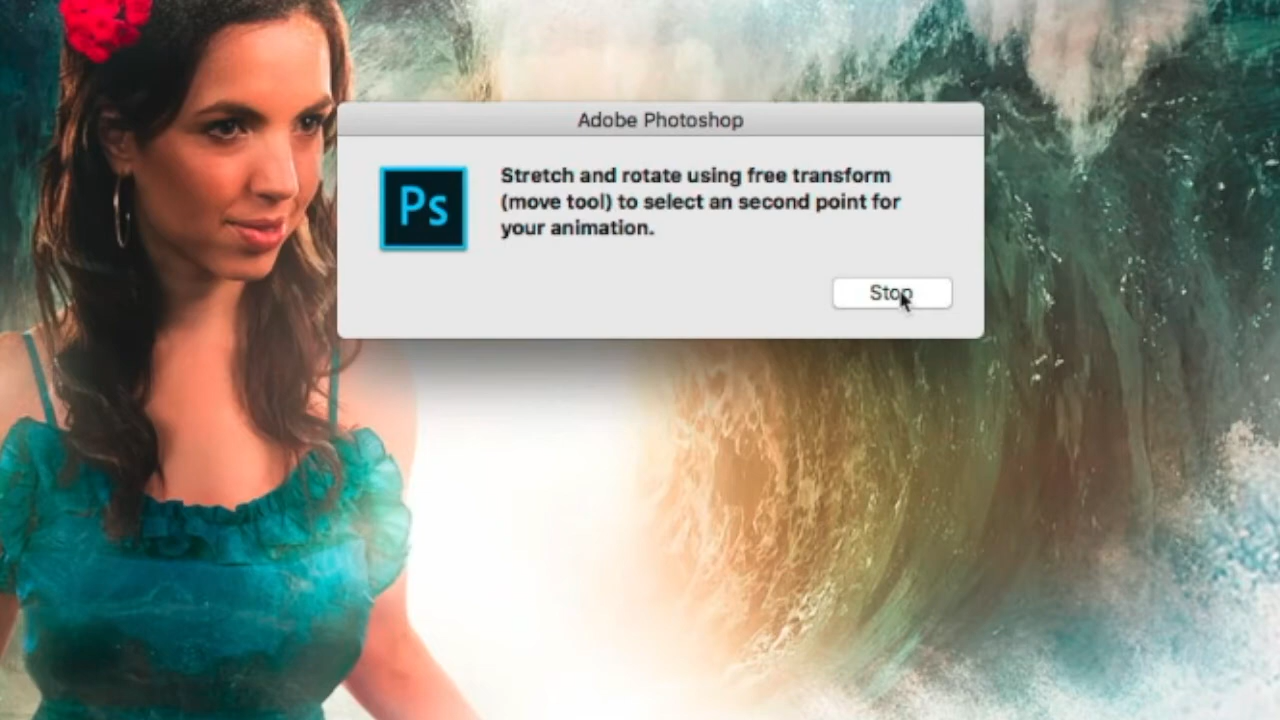 Adobe Photoshop
Ps
Stretch and rotate using free transform
(move tool) to select an second point for
your animation.
Stop